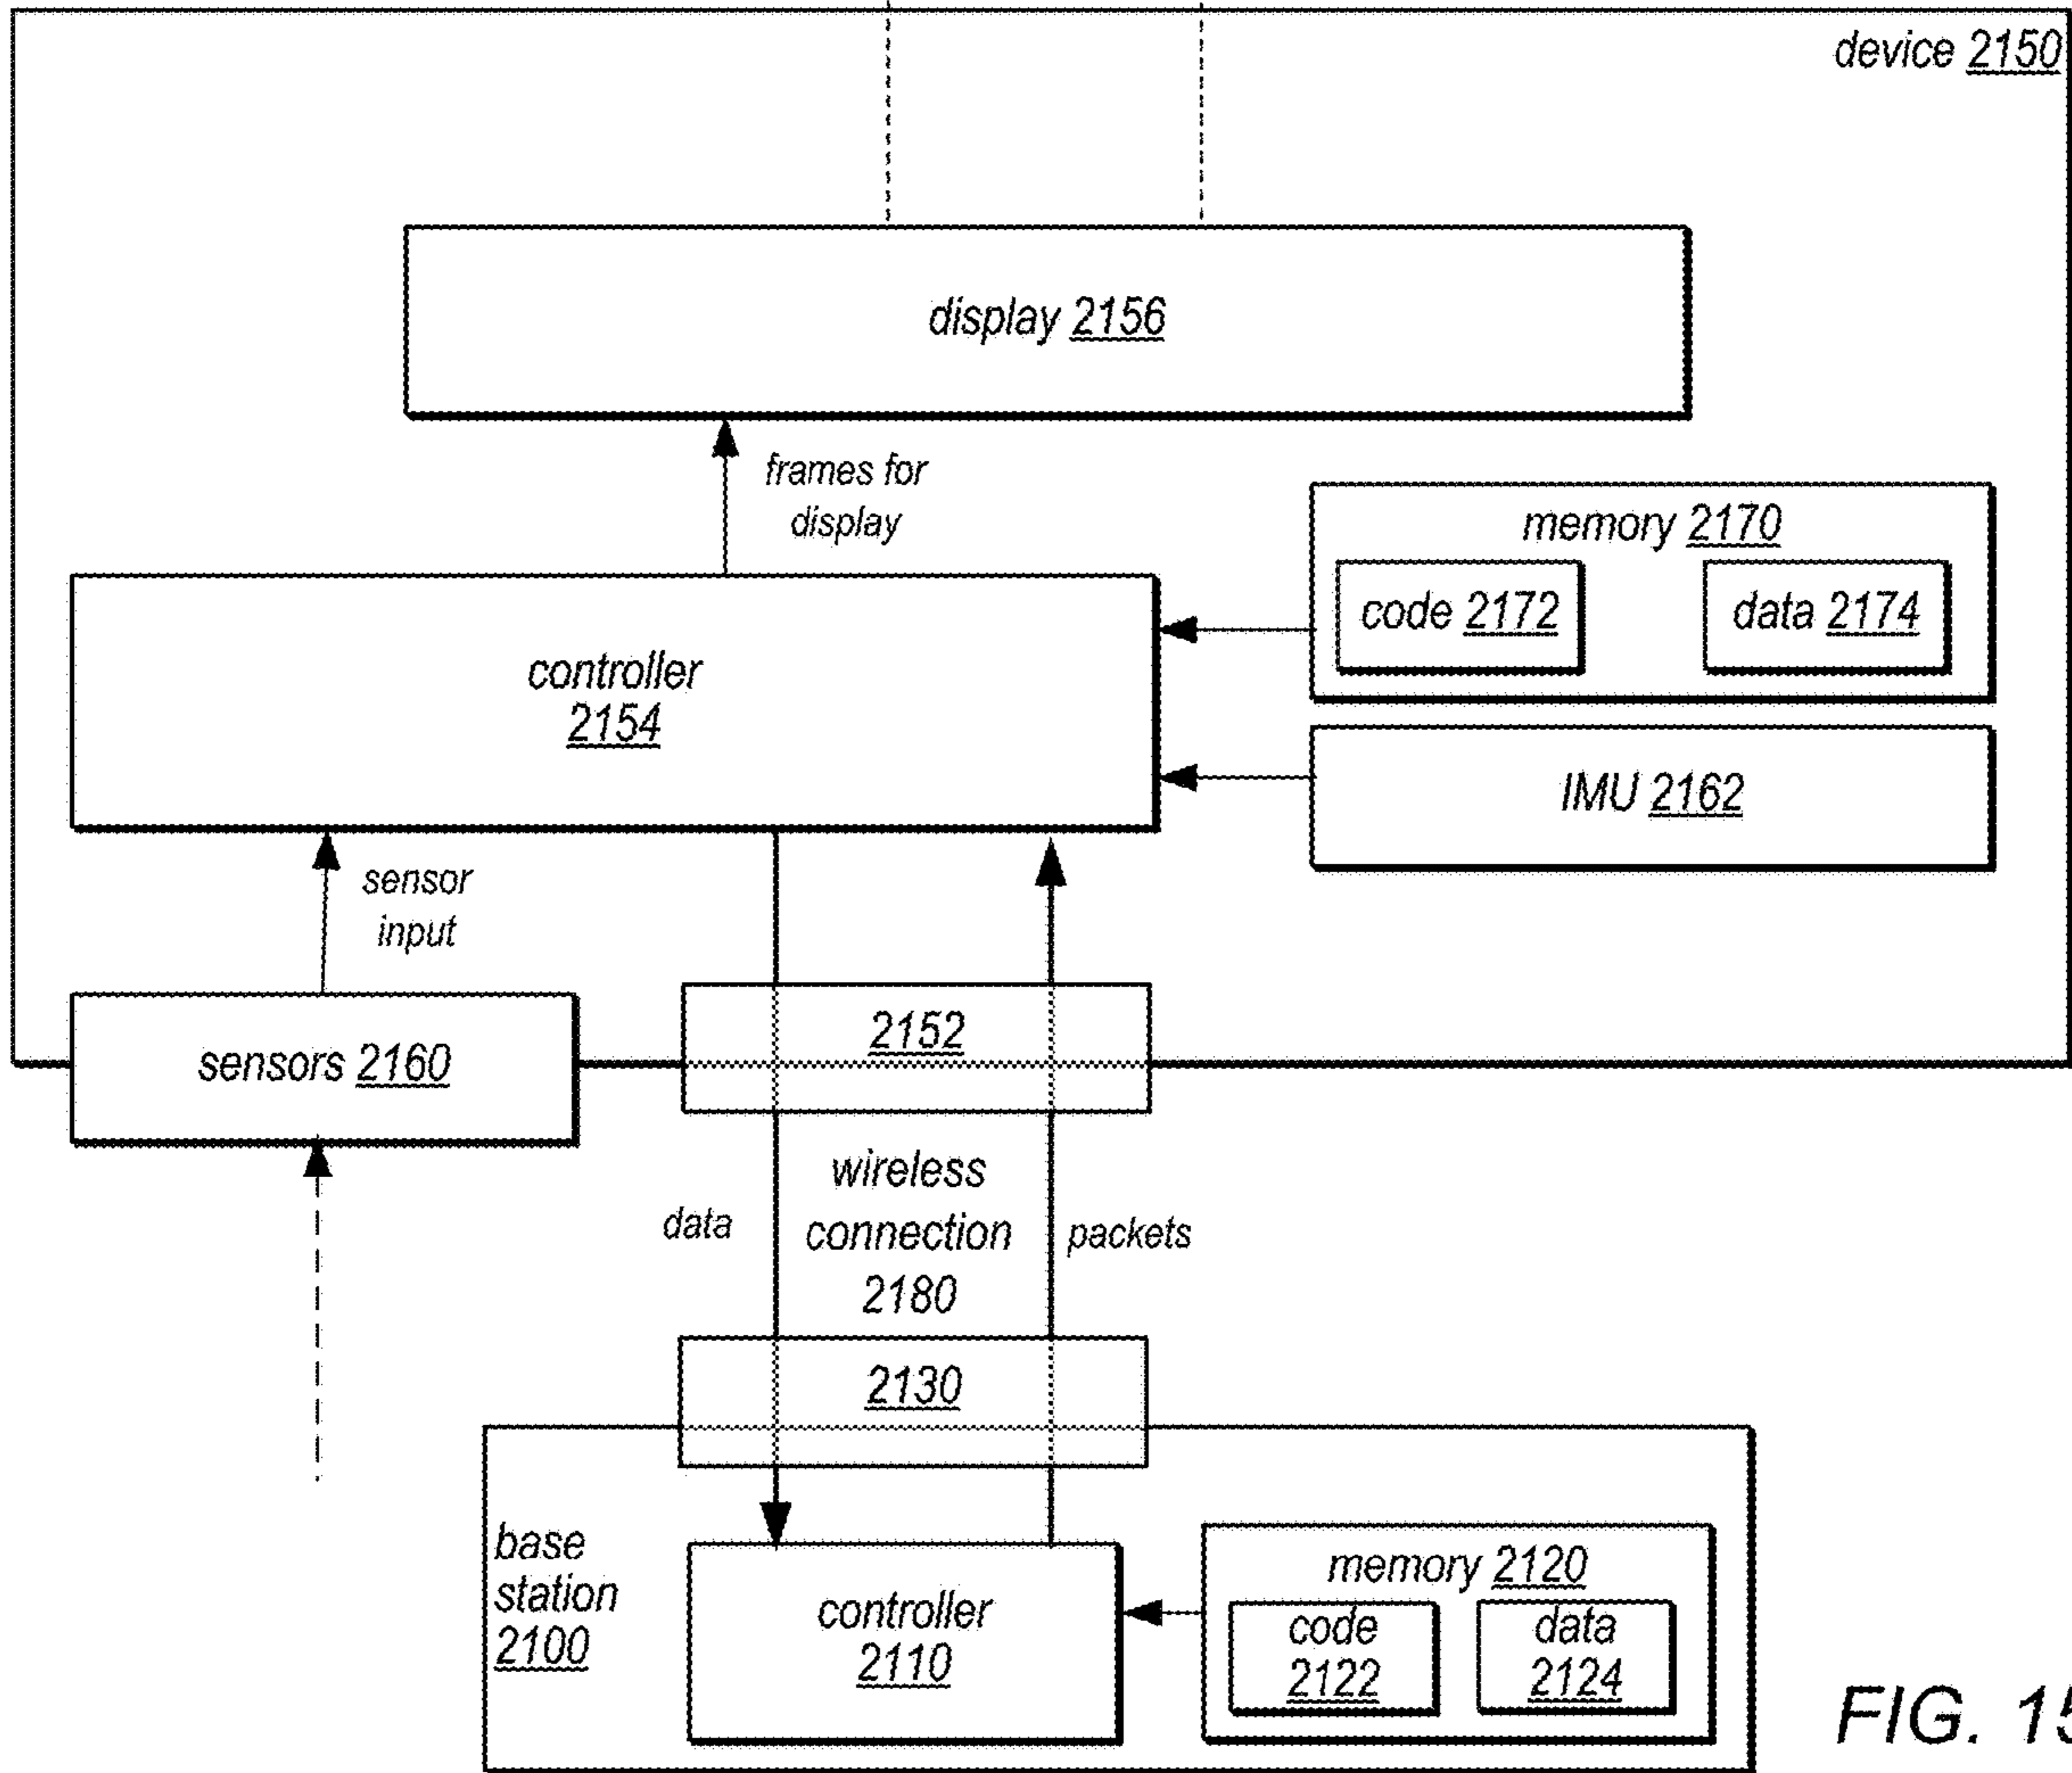 device 2150
display 2156
frames for
display
memory 2170
code 2172
data 2174
controller
2154
IMU 2162
sensor
input
sensors 2160
2152
wireless
connection
2180
data
packets
2130
base
station
2100
controller
2110
memory 2120
code
2122
data
2124
FIG. 15